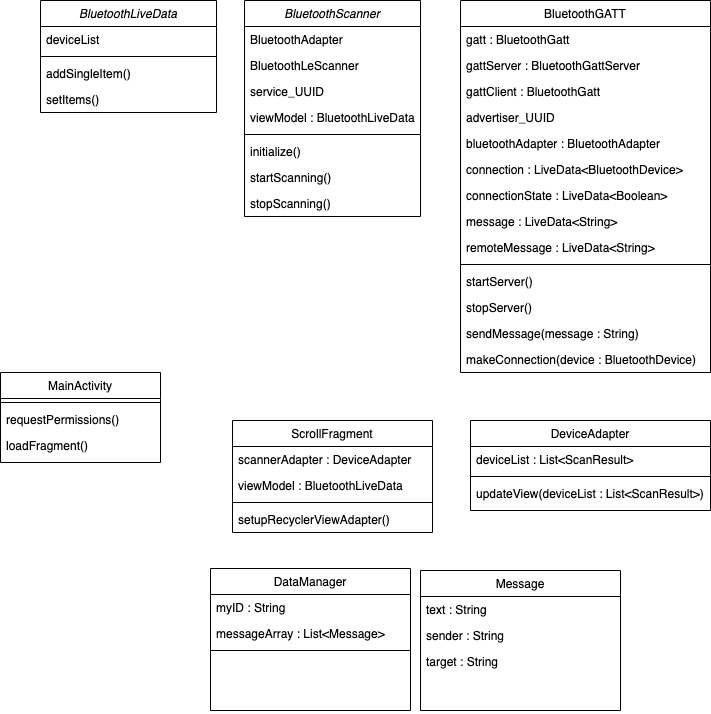 BluetoothLiveData
deviceList
addSingleItem()
setItems()
BluetoothScanner
BluetoothAdapter
BluetoothLeScanner
service_UUID
viewModel : BluetoothLiveData
initialize()
startScanning()
stopScanning()
BluetoothGATT
gatt : BluetoothGatt
gattServer : BluetoothGattServer
gattClient : BluetoothGatt
advertiser_UUID
bluetoothAdapter : BluetoothAdapter
connection : LiveData<BluetoothDevice>
connectionState : LiveData<Boolean>
message : LiveData<String>
remoteMessage : LiveData<String>
startServer()
stopServer()
sendMessage(message : String)
makeConnection(device : BluetoothDevice)
MainActivity
requestPermissions()
loadFragment()
ScrollFragment
scannerAdapter : DeviceAdapter
viewModel : BluetoothLiveData
setupRecyclerViewAdapter()
DeviceAdapter
deviceList : List<ScanResult>
updateView(deviceList : List<ScanResult>)
DataManager
myID : String
messageArray : List<Message>
Message
text : String
sender : String
target : String